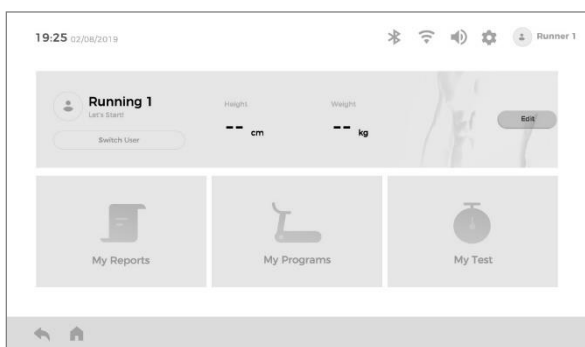 19:25 02/08/2019
Runner 1
Running 1
Let's Start!
Switch User
Height
-- cm
Weight
-- kg
Edit
My Reports
My Programs
My Test